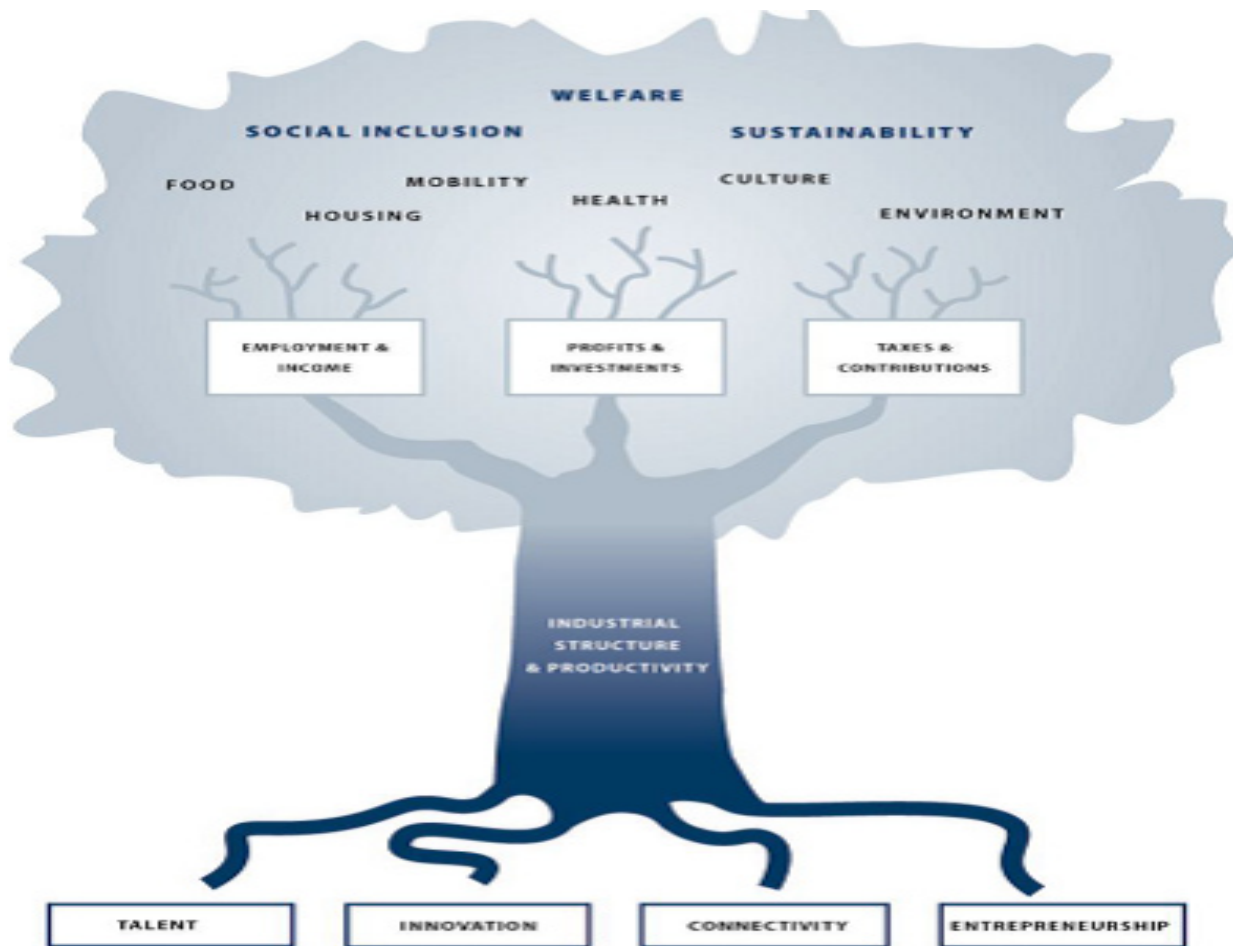 WELFARE
SOCIAL INCLUSION
SUSTAINABILITY
FOOD
MOBILITY
HEALTH
CULTURE
HOUSING
ENVIRONMENT
EMPLOYMENT &
INCOME
PROFITS &
INVESTMENTS
TAXES &
CONTRIBUTIONS
INDUSTRIAL
STRUCTURE
& PRODUCTIVITY
TALENT
INNOVATION
CONNECTIVITY
ENTREPRENEURSHIP